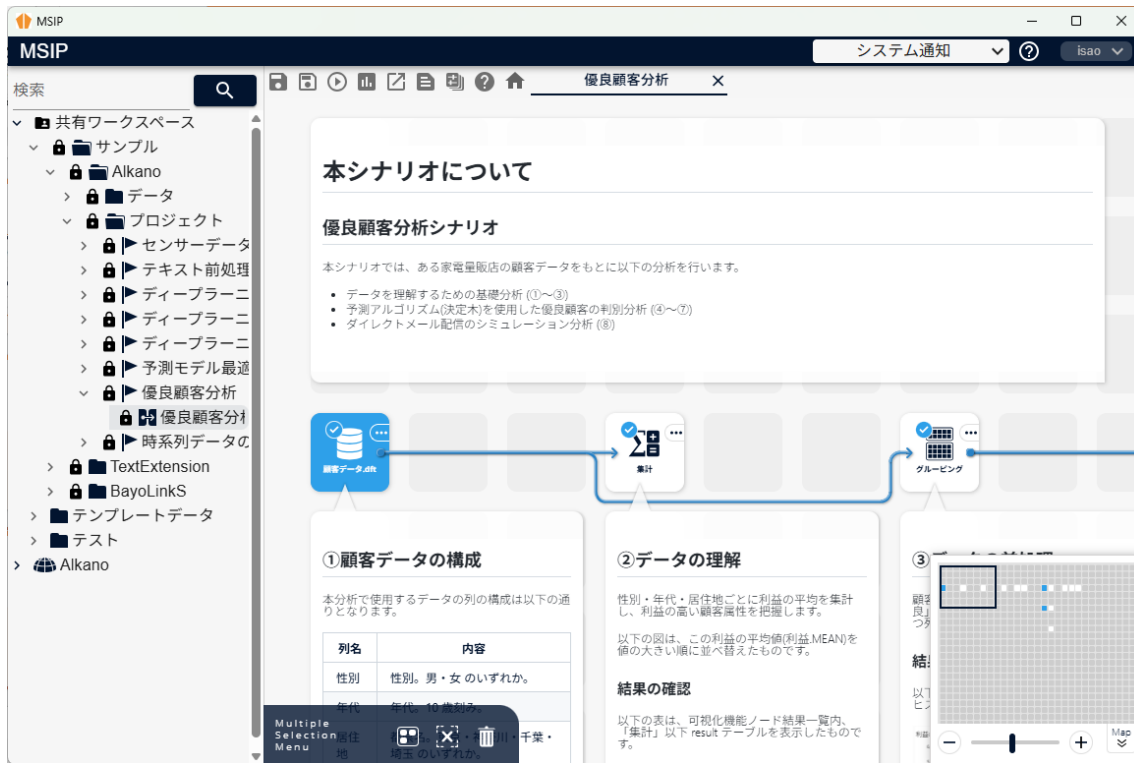 MSIP
MSIP
システム通知
isao
検索
優良顧客分析
共有ワークスペース
サンプル
Alkano
データ
プロジェクト
センサーデータ
テキスト前処理
ディープラーニ
ディープラーニ
ディープラーニ
予測モデル最適
優良顧客分析
優良顧客分析
時系列データの
TextExtension
BayoLinkS
テンプレートデータ
テスト
Alkano
本シナリオについて
優良顧客分析シナリオ
本シナリオでは、ある家電量販店の顧客データをもとに以下の分析を行います。
データを理解するための基礎分析 (①～③)
予測アルゴリズム(決定木)を使用した優良顧客の判別分析 (④～⑦)
ダイレクトメール配信のシミュレーション分析 (⑧)
顧客データ.dft
集計
グルーピング
①顧客データの構成
本分析で使用するデータの列の構成は以下の通
りとなります。
列名 内容
性別 性別。男・女 のいずれか。
年代 年代。10 歳刻み。
居住 川・千葉・
地 埼玉 のいずれか。
②データの理解
性別・年代・居住地ごとに利益の平均を集計
し、利益の高い顧客属性を把握します。
以下の図は、この利益の平均値(利益.MEAN)を
値の大きい順に並べ替えたものです。
結果の確認
以下の表は、可視化機能ノード結果一覧内、
「集計」以下 result テーブルを表示したもので
す。
③
顧客
良」
つ列
結
以下
ヒス
Multiple
Selection
Menu
Map